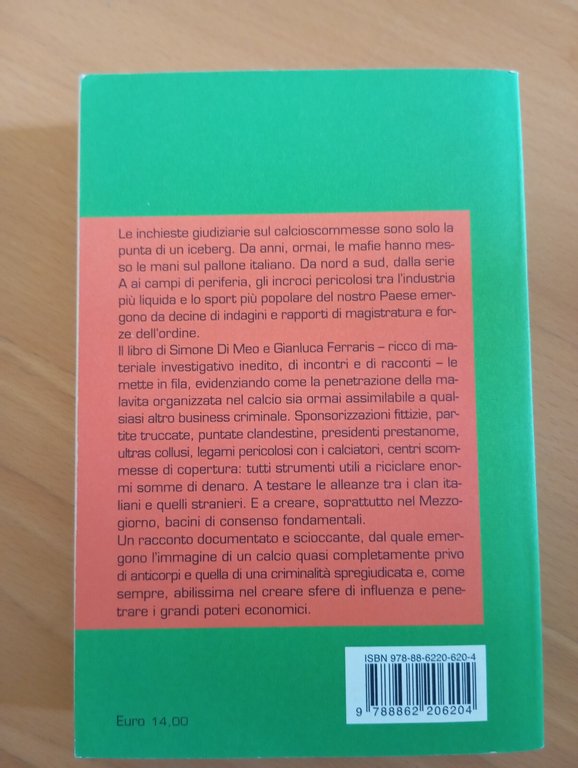 Le inchieste giudiziarie sul calcioscommesse sono solo la
punta di un iceberg. Da anni, ormai, le mafie hanno mes-
so le mani sul pallone italiano. Da nord a sud, dalla serie
A ai campi di periferia, gli incroci pericolosi tra l'industria
più liquida e lo sport più popolare del nostro Paese emer-
gono da decine di indagini e rapporti di magistratura e for-
ze dell'ordine.
Il libro di Simone Di Meo e Gianluca Ferraris – ricco di ma-
teriale investigativo inedito, di incontri e di racconti – le
mette in fila, evidenziando come la penetrazione della ma-
lavita organizzata nel calcio sia ormai assimilabile a qual-
siasi altro business criminale. Sponsorizzazioni fittizie, par-
tite truccate, puntate clandestine, presidenti prestanome,
ultras collusi, legami pericolosi con i calciatori, centri scom-
messe di copertura: tutti strumenti utili a riciclare enor-
mi somme di denaro. A testare le alleanze tra i clan ita-
liani e quelli stranieri. E a creare, soprattutto nel Mezzo-
giorno, bacini di consenso fondamentali.
Un racconto documentato e scioccante, dal quale emer-
gono l'immagine di un calcio quasi completamente privo
di anticorpi e quella di una criminalità spregiudicata e, come
sempre, abilissima nel creare sfere di influenza e pene-
trare i grandi poteri economici.
ISBN 978-88-6220-620-4
9 788862 206204
Euro 14,00